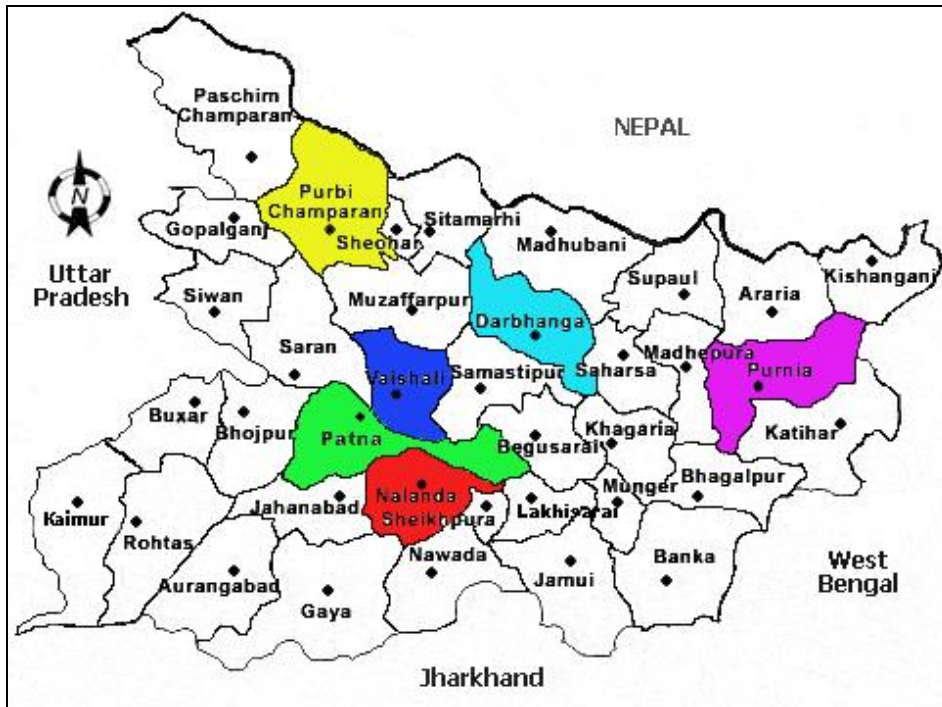 Paschim
Champaran
NEPAL
N
Purbi
Champaran
Gopalganj
Sheohar
Sitamarhi
Madhubani
Uttar
Pradesh
Siwan
Muzaffarpur
Supaul
Araria
Kishanganj
Darbhanga
Saran
Vaishali
Samastipur
Saharsa
Madhepura
Purnia
Buxar
Bhojpur
Patna
Begusarai
Khagaria
Katihar
Kaimur
Rohtas
Jahanabad
Nalanda
Sheikhpura
Lakhisarai
Munger
Bhagalpur
Aurangabad
Gaya
Nawada
Jamui
Banka
West
Bengal
Jharkhand